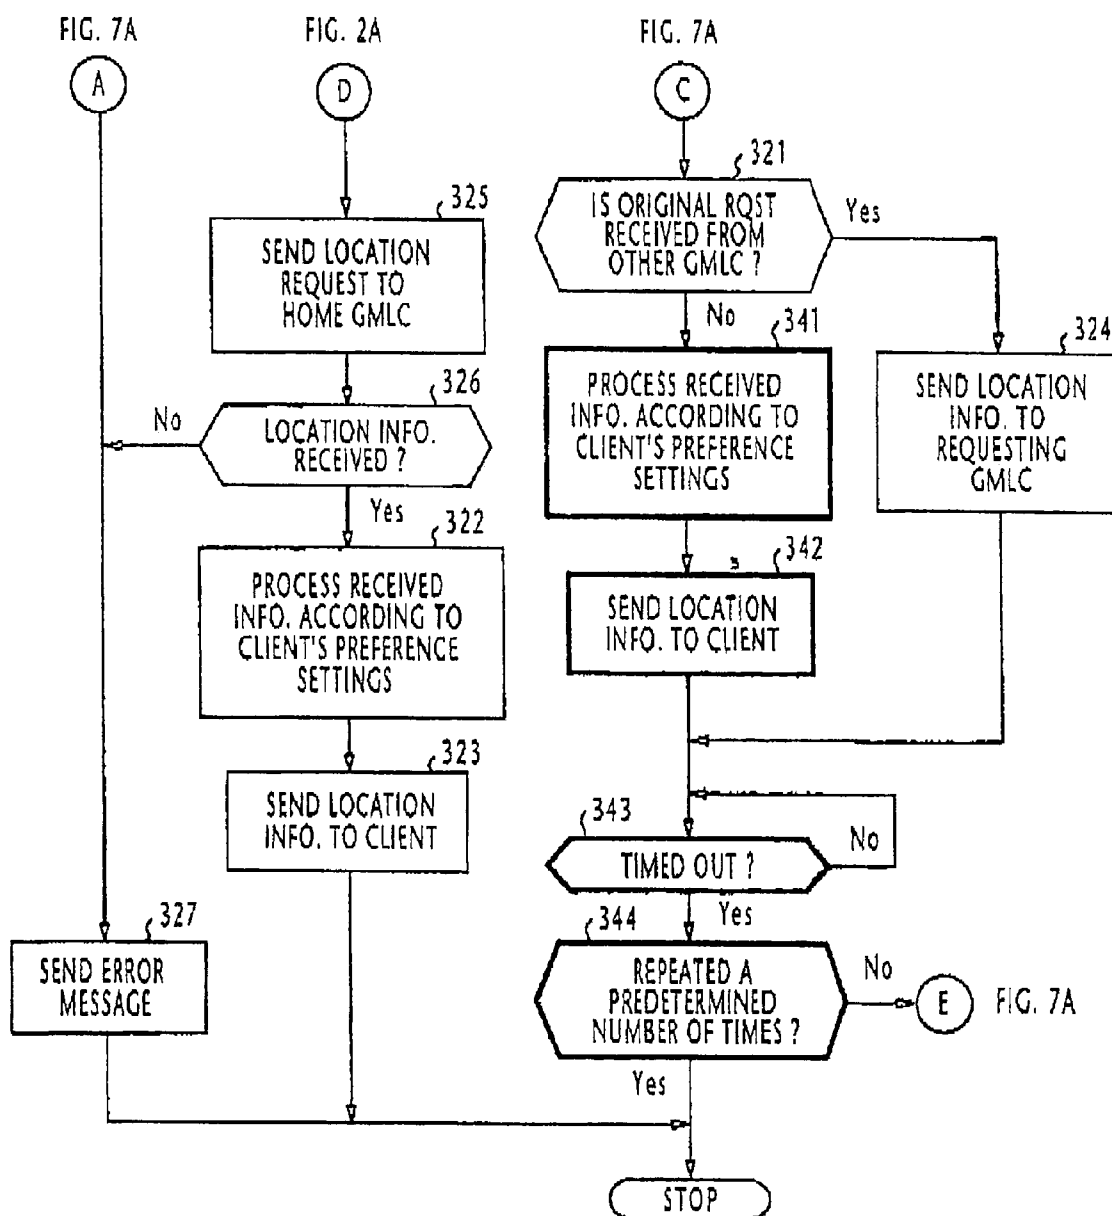 FIG. 7A
FIG. 2A
FIG. 7A
A
D
C
325
SEND LOCATION
REQUEST TO
HOME GMLC
326
No
LOCATION INFO.
RECEIVED ?
Yes
322
PROCESS RECEIVED
INFO. ACCORDING TO
CLIENT'S PREFERENCE
SETTINGS
323
SEND LOCATION
INFO. TO CLIENT
327
SEND ERROR
MESSAGE
321
IS ORIGINAL RQST
RECEIVED FROM
OTHER GMLC ?
Yes
No
341
PROCESS RECEIVED
INFO. ACCORDING TO
CLIENT'S PREFERENCE
SETTINGS
324
SEND LOCATION
INFO. TO
REQUESTING
GMLC
342
SEND LOCATION
INFO. TO CLIENT
343
TIMED OUT ?
No
Yes
344
REPEATED A
PREDETERMINED
NUMBER OF TIMES ?
No
E
FIG. 7A
Yes
STOP